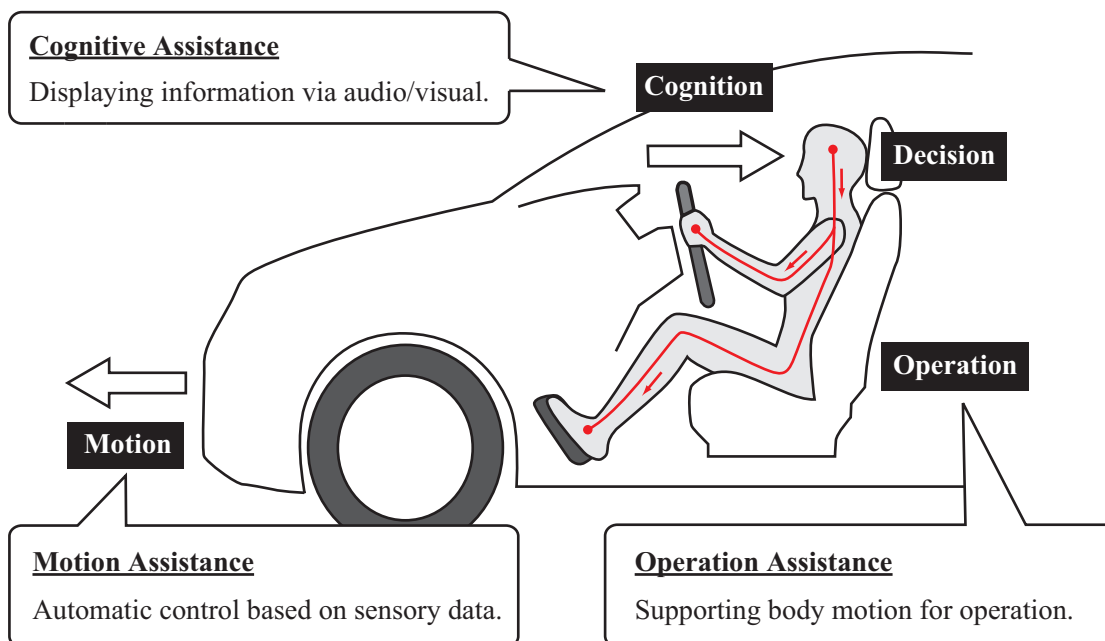 Cognitive Assistance
Displaying information via audio/visual.
Cognition
Decision
Operation
Motion
Motion Assistance
Automatic control based on sensory data.
Operation Assistance
Supporting body motion for operation.